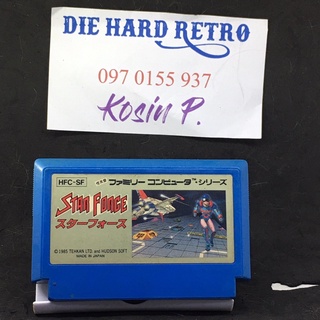 DIE HARD RETRO
097 0155 937
Kosin P.
HFC-SF
ファミリー コンピュータ™シリーズ
STAR FORCE
スターフォース
©1985 TEHKAN LTD. and HUDSON SOFT
MADE IN JAPAN